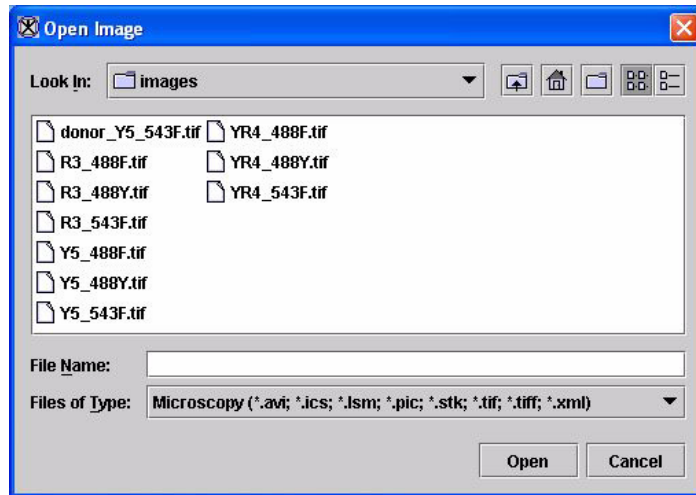 Open Image
Look In: images
donor_Y5_543F.tif YR4_488F.tif
R3_488F.tif YR4_488Y.tif
R3_488Y.tif YR4_543F.tif
R3_543F.tif
Y5_488F.tif
Y5_488Y.tif
Y5_543F.tif
File Name:
Files of Type: Microscopy (*.avi; *.ics; *.lsm; *.pic; *.stk; *.tif; *.tiff; *.xml)
Open Cancel